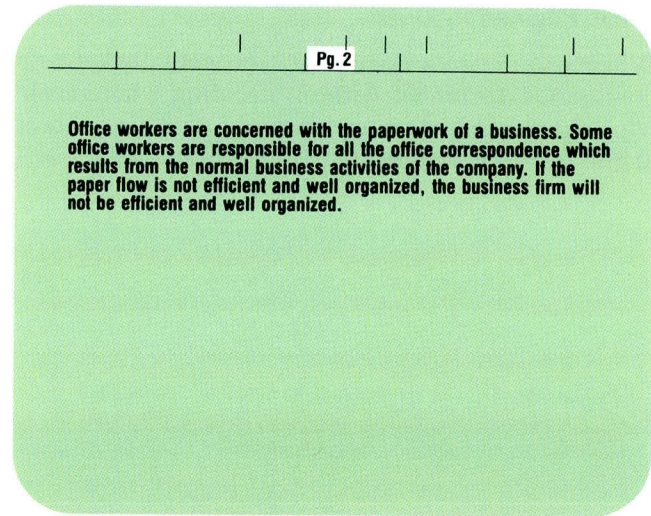 Pg. 2
Office workers are concerned with the paperwork of a business. Some
office workers are responsible for all the office correspondence which
results from the normal business activities of the company. If the
paper flow is not efficient and well organized, the business firm will
not be efficient and well organized.